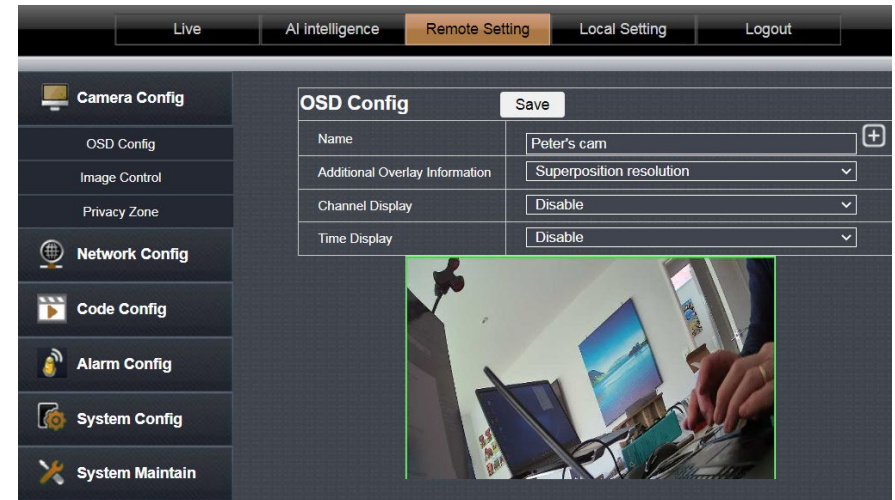 Live AI intelligence Remote Setting Local Setting Logout
Camera Config
OSD Config
Image Control
Privacy Zone
Network Config
Code Config
Alarm Config
System Config
System Maintain
OSD Config Save
Name Peter's cam
Additional Overlay Information Superposition resolution
Channel Display Disable
Time Display Disable